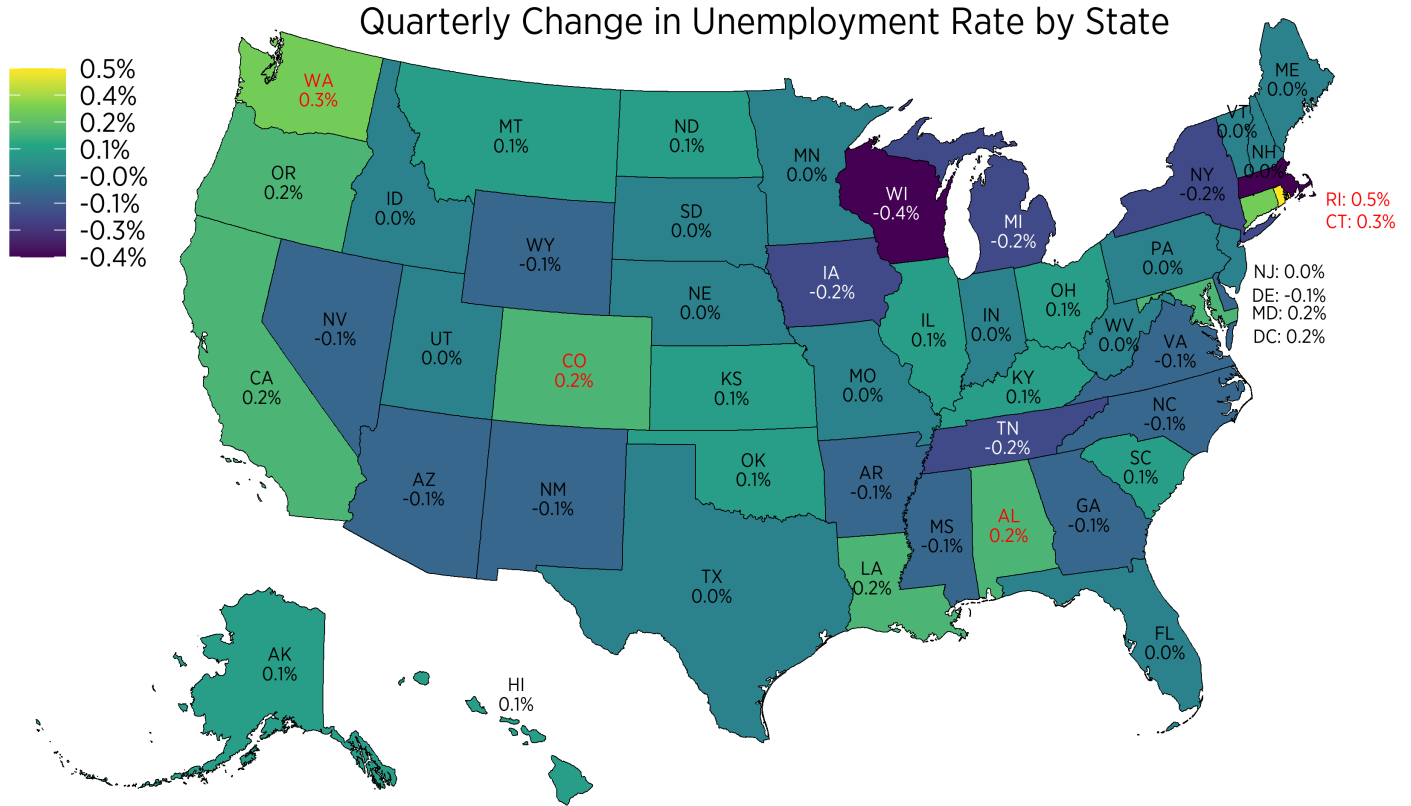 Quarterly Change in Unemployment Rate by State
0.5%
0.4%
0.2%
0.1%
-0.0%
-0.1%
-0.3%
-0.4%
WA
0.3%
OR
0.2%
CA
0.2%
ID
0.0%
NV
-0.1%
MT
0.1%
WY
-0.1%
UT
0.0%
CO
0.2%
AZ
-0.1%
NM
-0.1%
ND
0.1%
SD
0.0%
NE
0.0%
KS
0.1%
OK
0.1%
TX
0.0%
MN
0.0%
IA
-0.2%
MO
0.0%
AR
-0.1%
LA
0.2%
WI
-0.4%
IL
0.1%
MI
-0.2%
IN
0.0%
OH
0.1%
KY
0.1%
TN
-0.2%
MS
-0.1%
AL
0.2%
GA
-0.1%
FL
0.0%
SC
0.1%
NC
-0.1%
VA
-0.1%
WV
0.0%
PA
0.0%
NY
-0.2%
VT
0.0%
NH
0.0%
ME
0.0%
RI: 0.5%
CT: 0.3%
NJ: 0.0%
DE: -0.1%
MD: 0.2%
DC: 0.2%
AK
0.1%
HI
0.1%